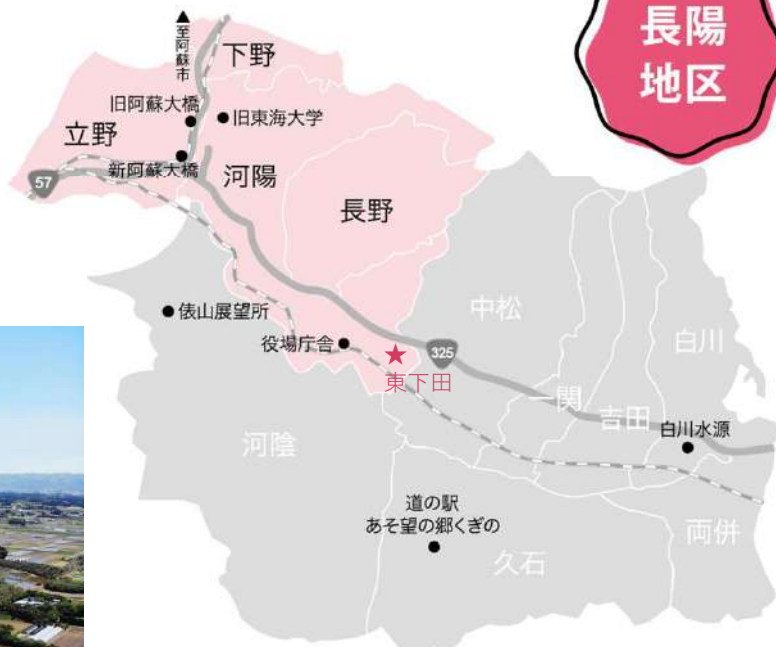 長陽
地区
▲至阿蘇市
下野
旧阿蘇大橋
旧東海大学
立野
新阿蘇大橋
57
河陽
長野
俵山展望所
中松
役場庁舎
325
白川
東下田
一関
吉田
白川水源
河陰
道の駅
あそ望の郷くぎの
両併
久石